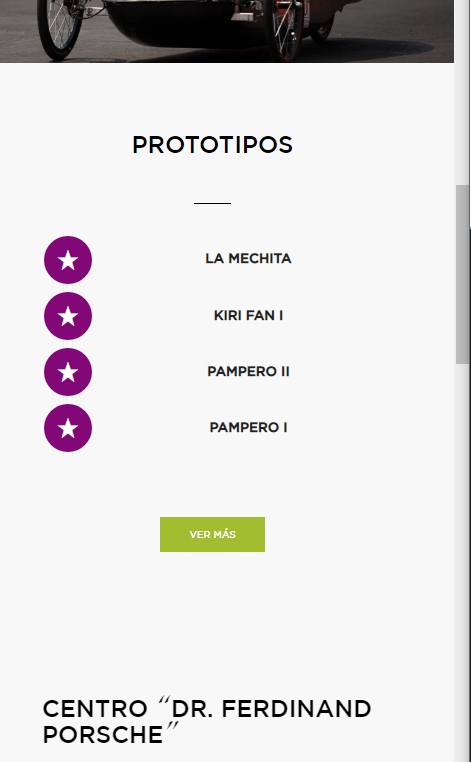 PROTOTIPOS
LA MECHITA
KIRI FAN I
PAMPERO II
PAMPERO I
VER MÁS
CENTRO “DR. FERDINAND
PORSCHE”